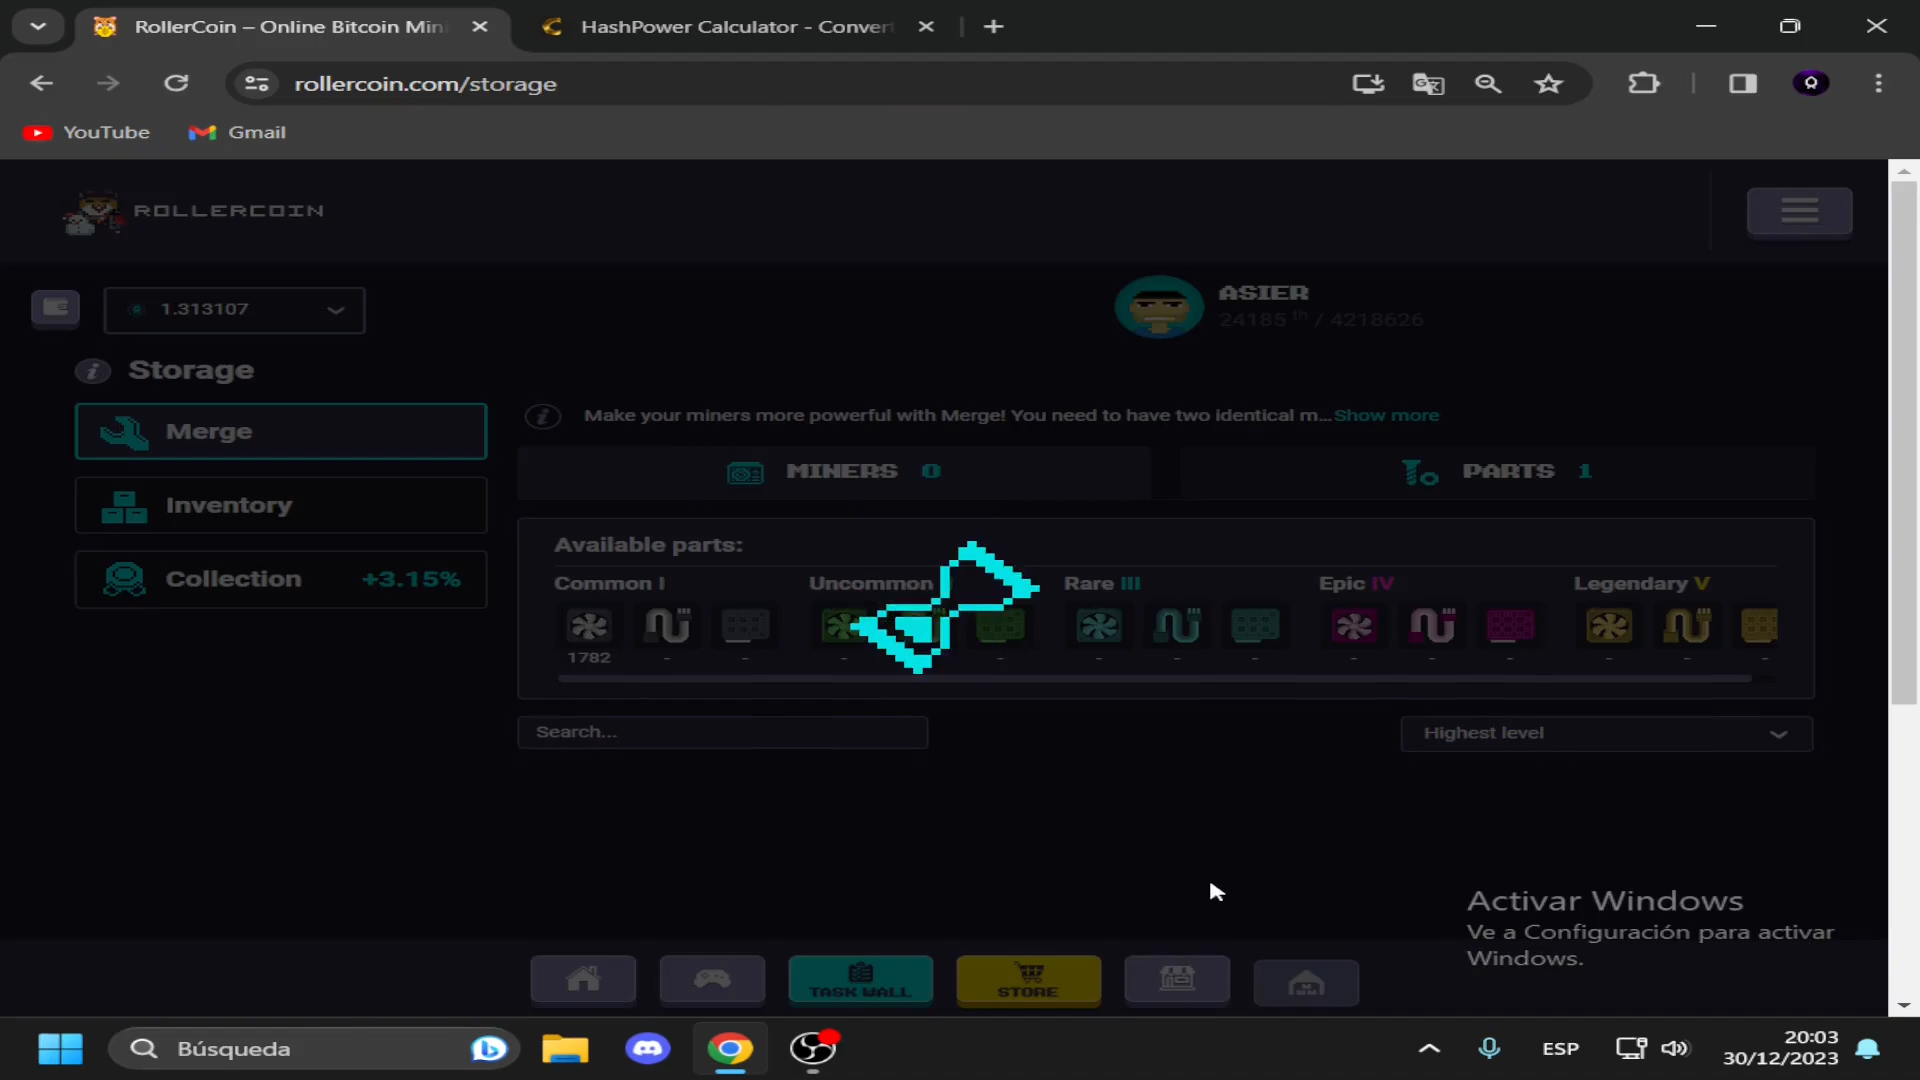 RollerCoin – Online Bitcoin Min
HashPower Calculator - Conver
rollercoin.com/storage
YouTube
Gmail
ROLLERCOIN
1.313107
ASIER
24185 th / 4218626
Storage
Merge
Make your miners more powerful with Merge! You need to have two identical m...Show more
MINERS 0
PARTS 1
Inventory
Available parts:
Collection +3.15%
Common I
Uncommon
Rare III
Epic IV
Legendary V
1782
Search...
Highest level
Activar Windows
Ve a Configuración para activar
Windows.
TASK WALL
STORE
Búsqueda
ESP
20:03
30/12/2023